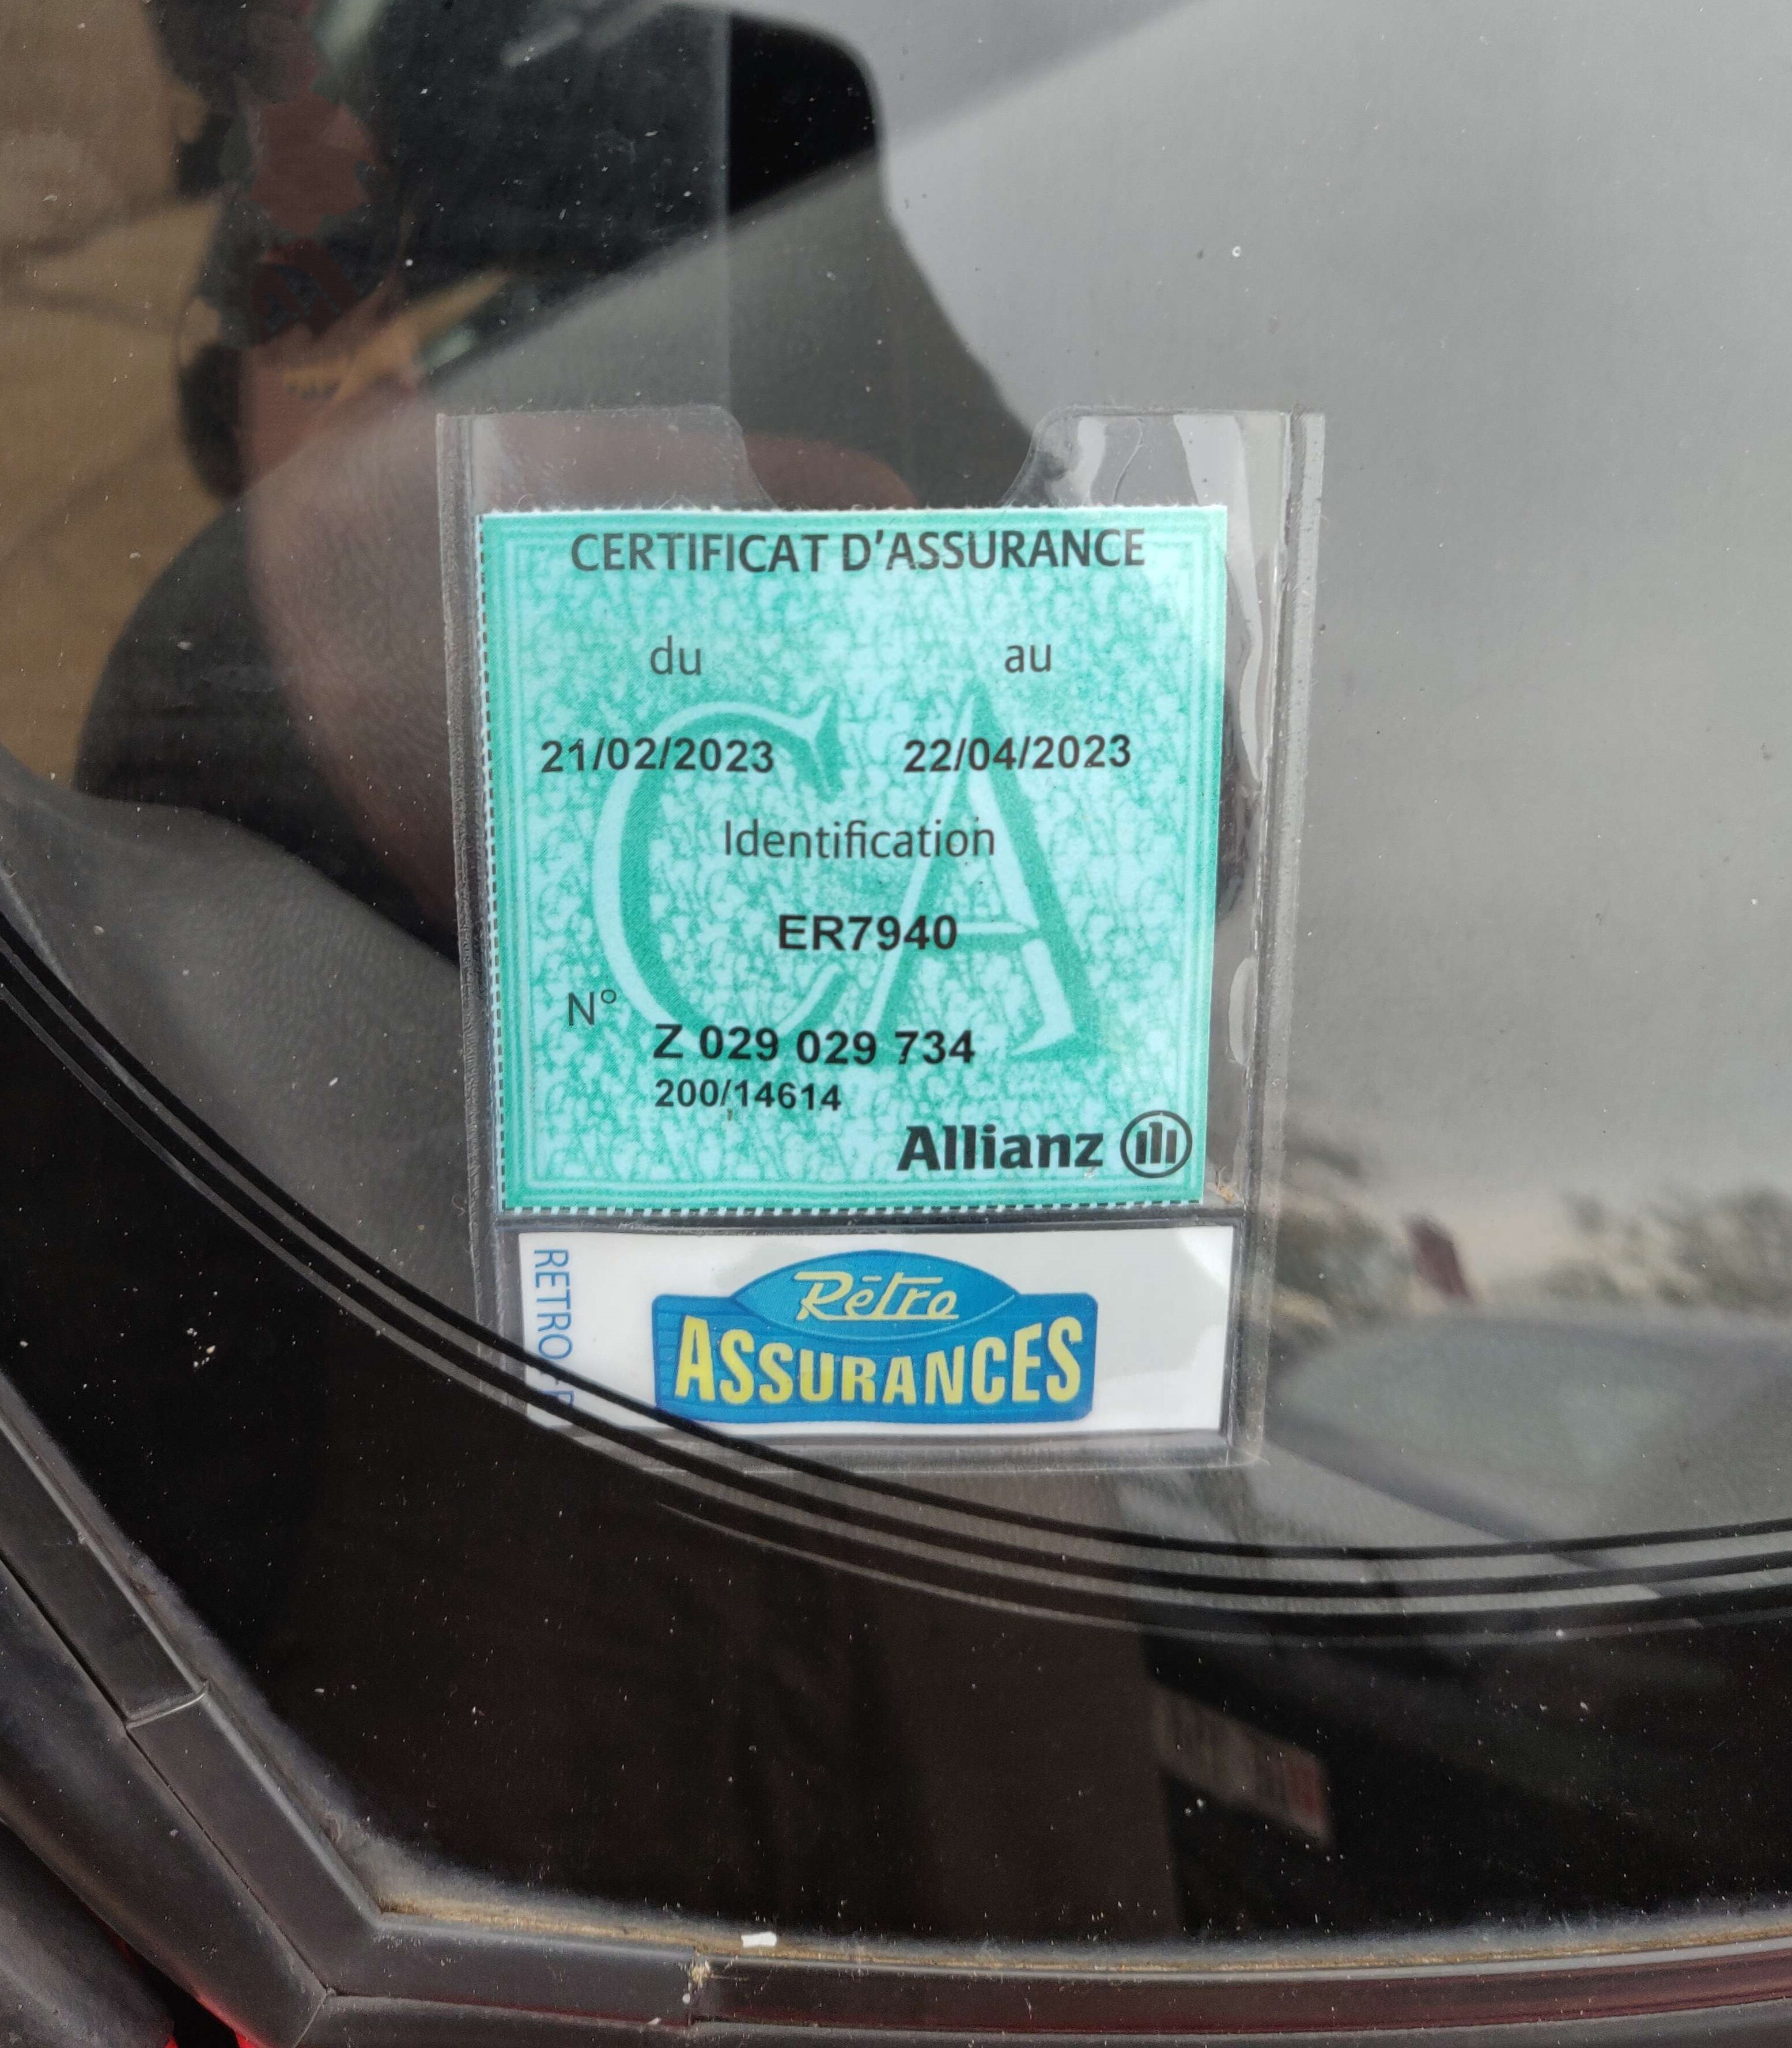 CERTIFICAT D'ASSURANCE
du au
21/02/2023 22/04/2023
Identification
ER7940
N°
Z 029 029 734
200/14614
Allianz
RETRO
Rétro
ASSURANCES